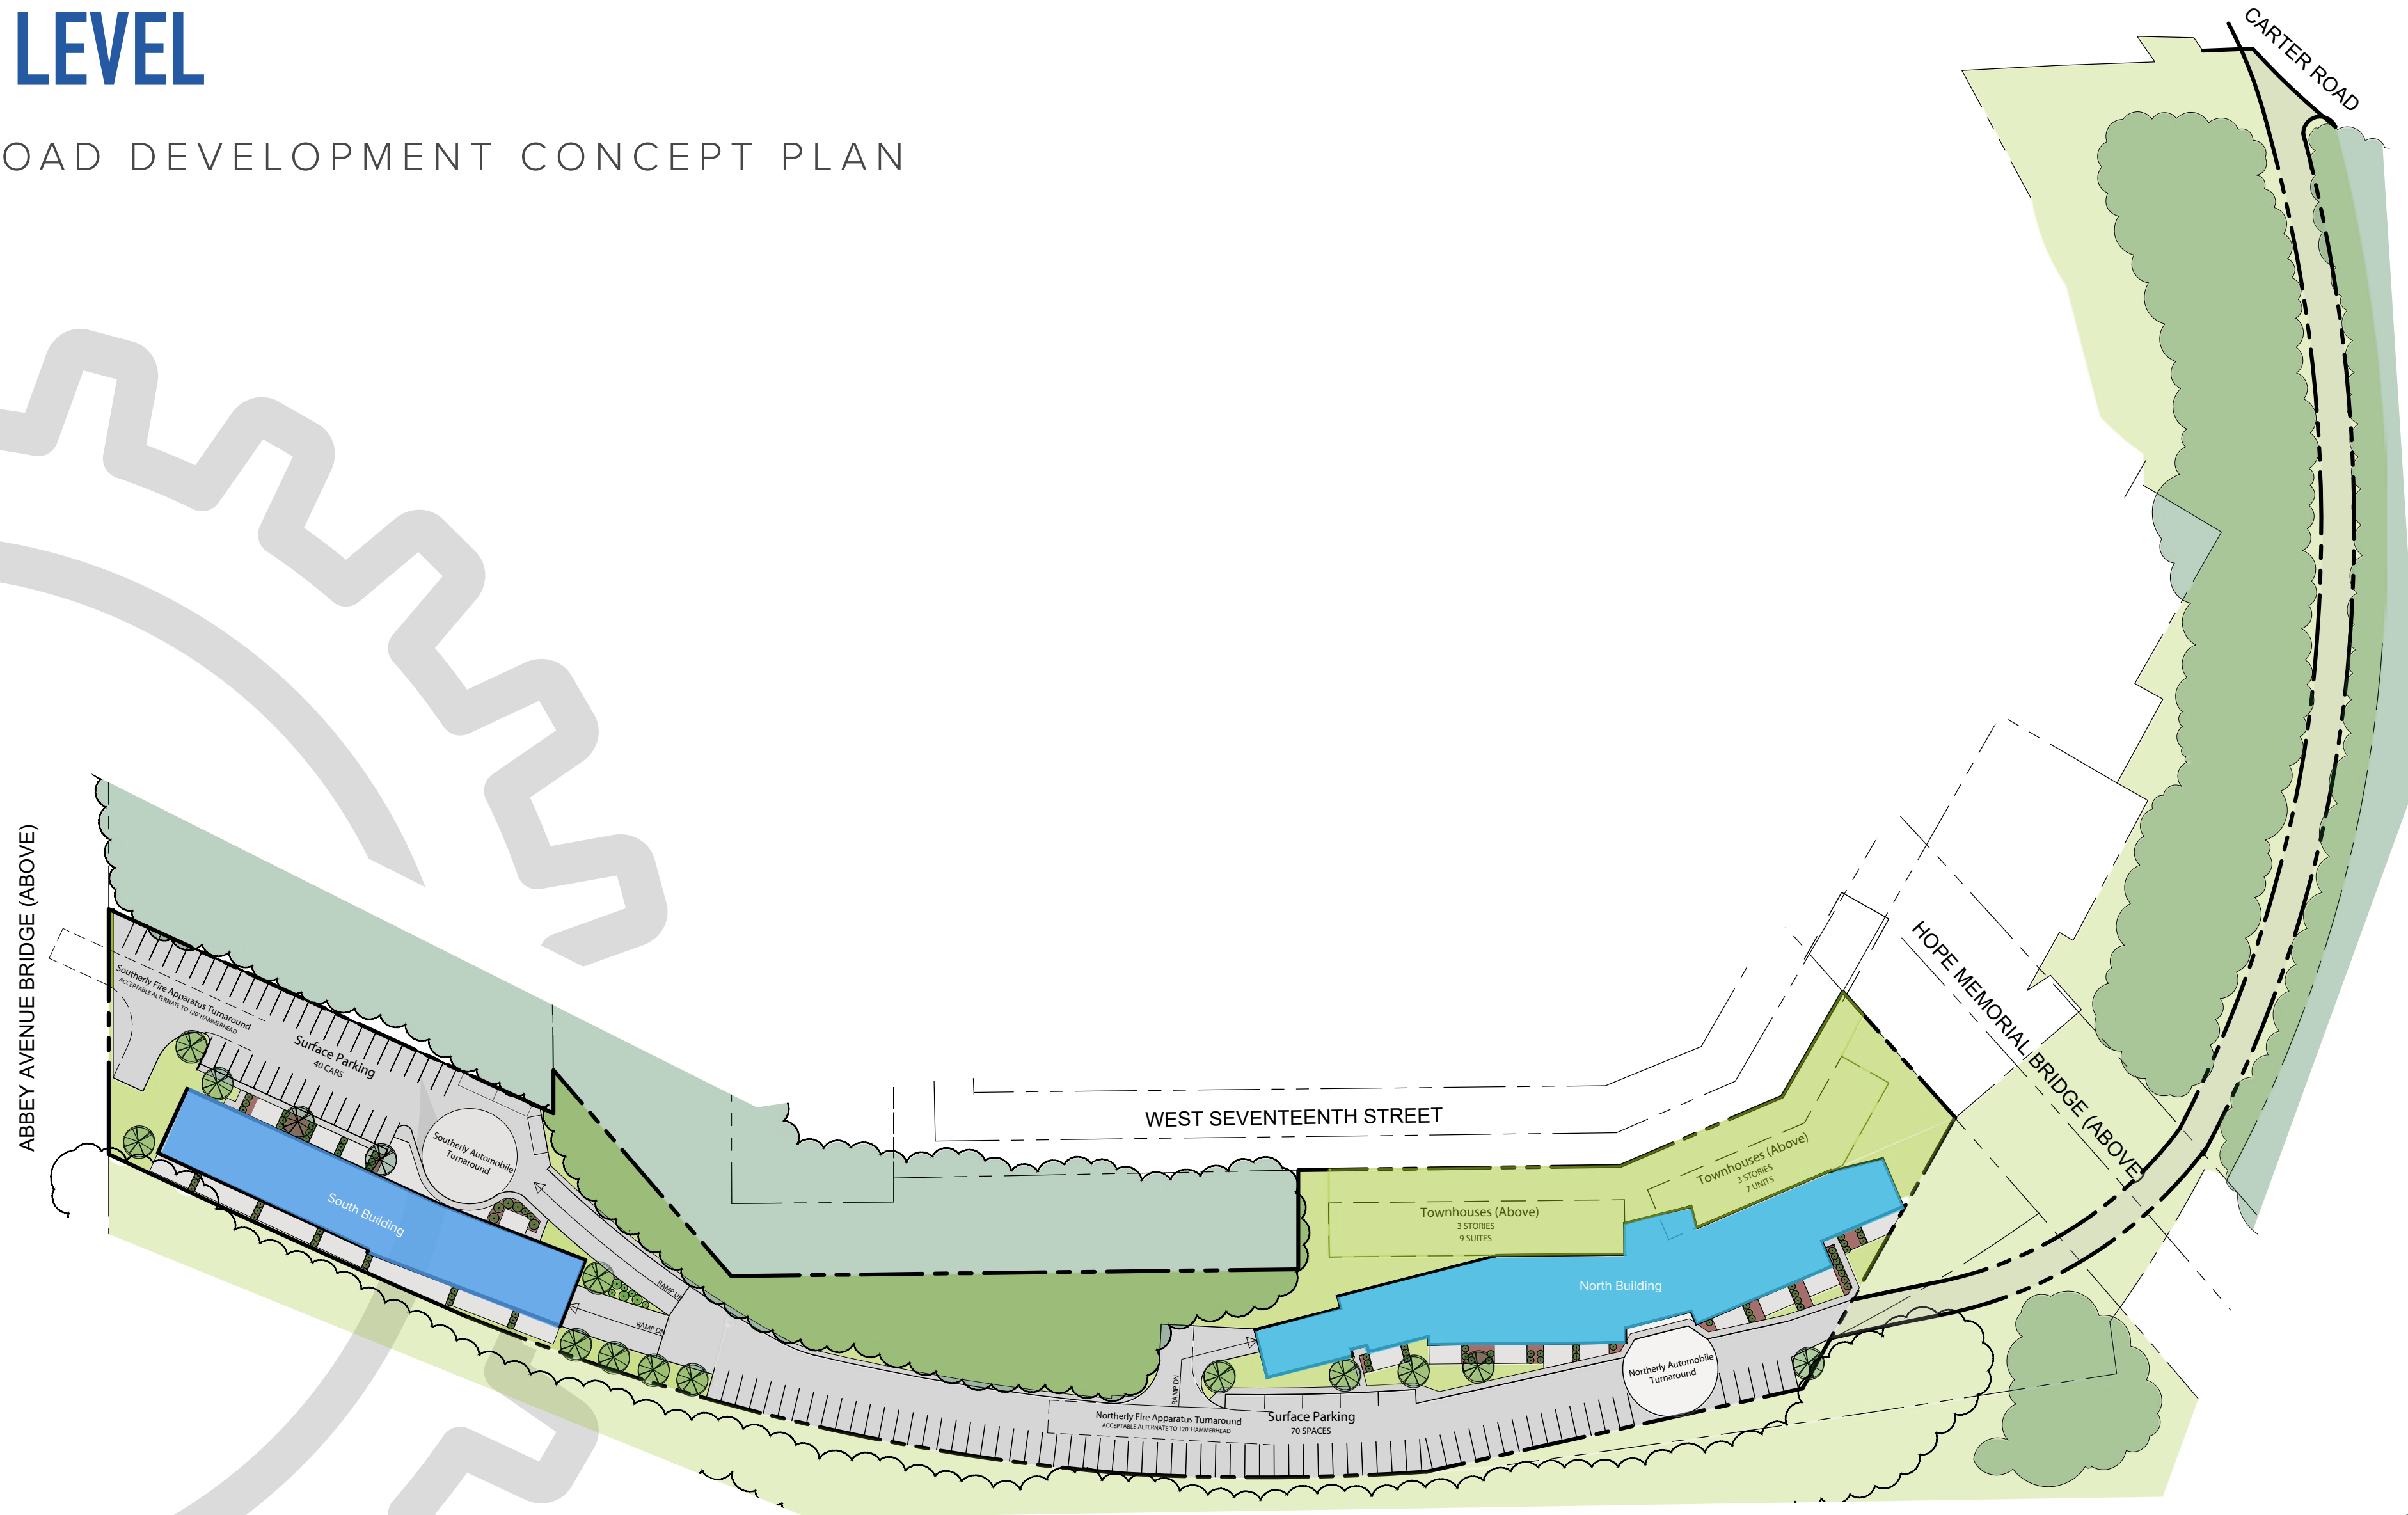 LEVEL
OAD DEVELOPMENT CONCEPT PLAN
CARTER ROAD
ABBEY AVENUE BRIDGE (ABOVE)
Southerly Fire Apparatus Turnaround
ACCEPTABLE ALTERNATE TO 120' HAMMERHEAD
Surface Parking
40 CARS
Southerly Automobile
Turnaround
South Building
RAMP UP
RAMP DN
WEST SEVENTEENTH STREET
HOPE MEMORIAL BRIDGE (ABOVE)
Townhouses (Above)
3 STORIES
7 UNITS
Townhouses (Above)
3 STORIES
9 SUITES
North Building
RAMP DN
Northerly Automobile
Turnaround
Northerly Fire Apparatus Turnaround
ACCEPTABLE ALTERNATE TO 120' HAMMERHEAD
Surface Parking
70 SPACES